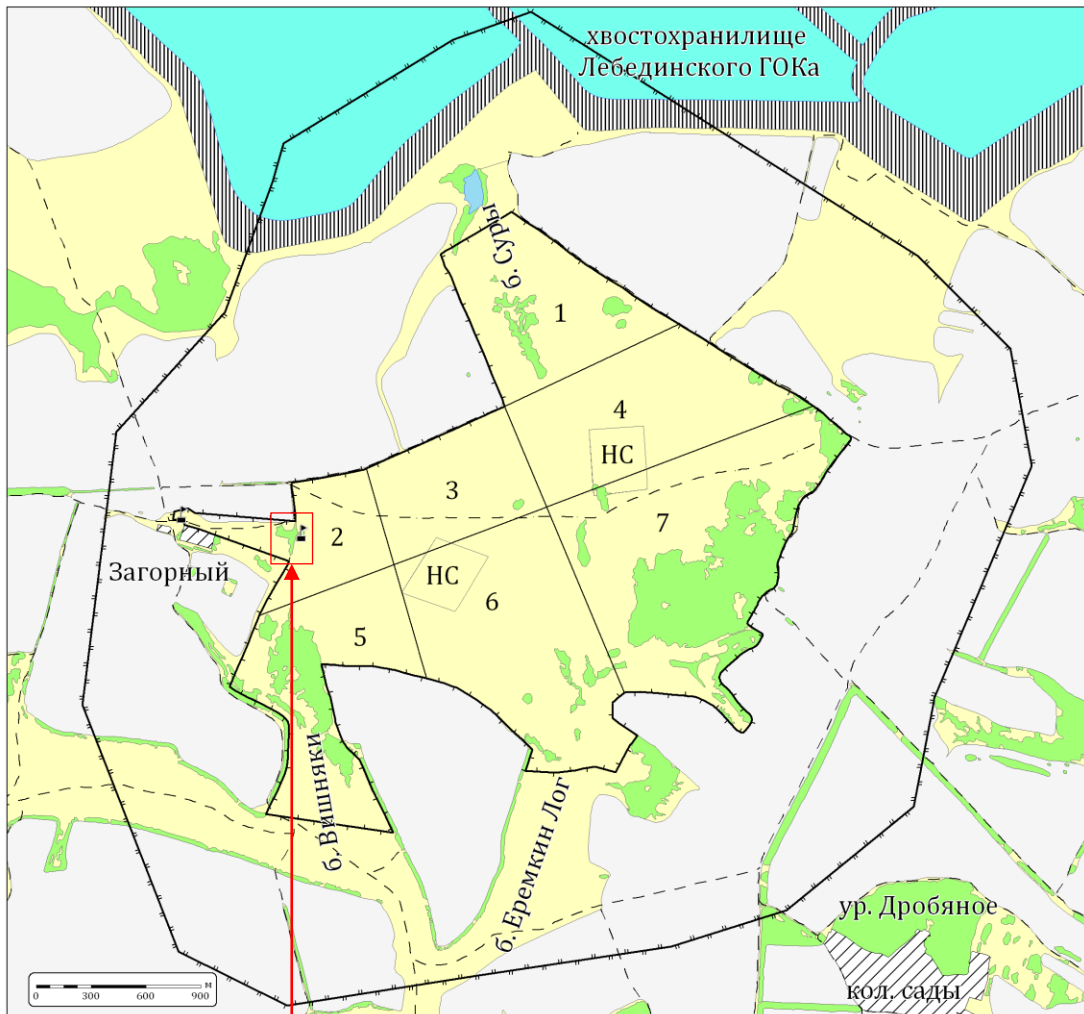 хвостохранилище
Лебединского ГОКа
б. Суры
1
4
НС
3
7
2
Загорный
НС
6
5
б. Вишняки
б. Еремкин Лог
ур. Дробяное
кол. сады
м
0 300 600 900